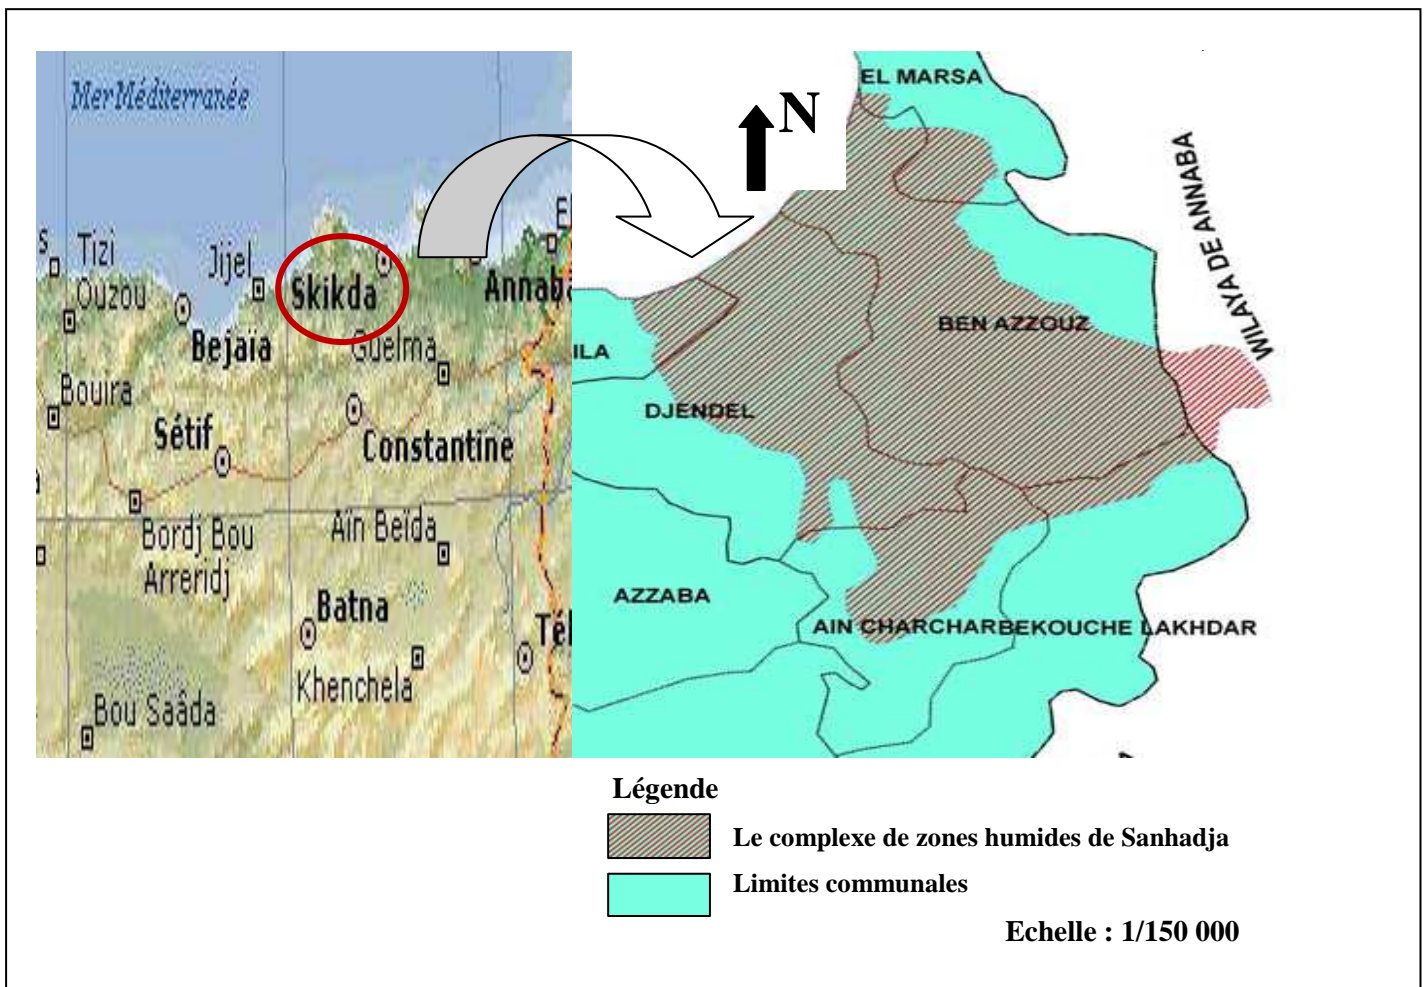 Mer Méditerranée
Tizi
Ouzou
Jijel
Skikda
Annaba
Bejaïa
Guelma
Bouira
Sétif
Constantine
Bordj Bou
Arreridj
Aïn Beïda
Batna
Khenchela
Bou Saâda
N
EL MARSA
WILAYA DE ANNABA
BEN AZZOUZ
ILA
DJENDEL
AZZABA
AIN CHARCHAR
BEKOUCHE LAKHDAR
Légende
Le complexe de zones humides de Sanhadja
Limites communales
Echelle : 1/150 000